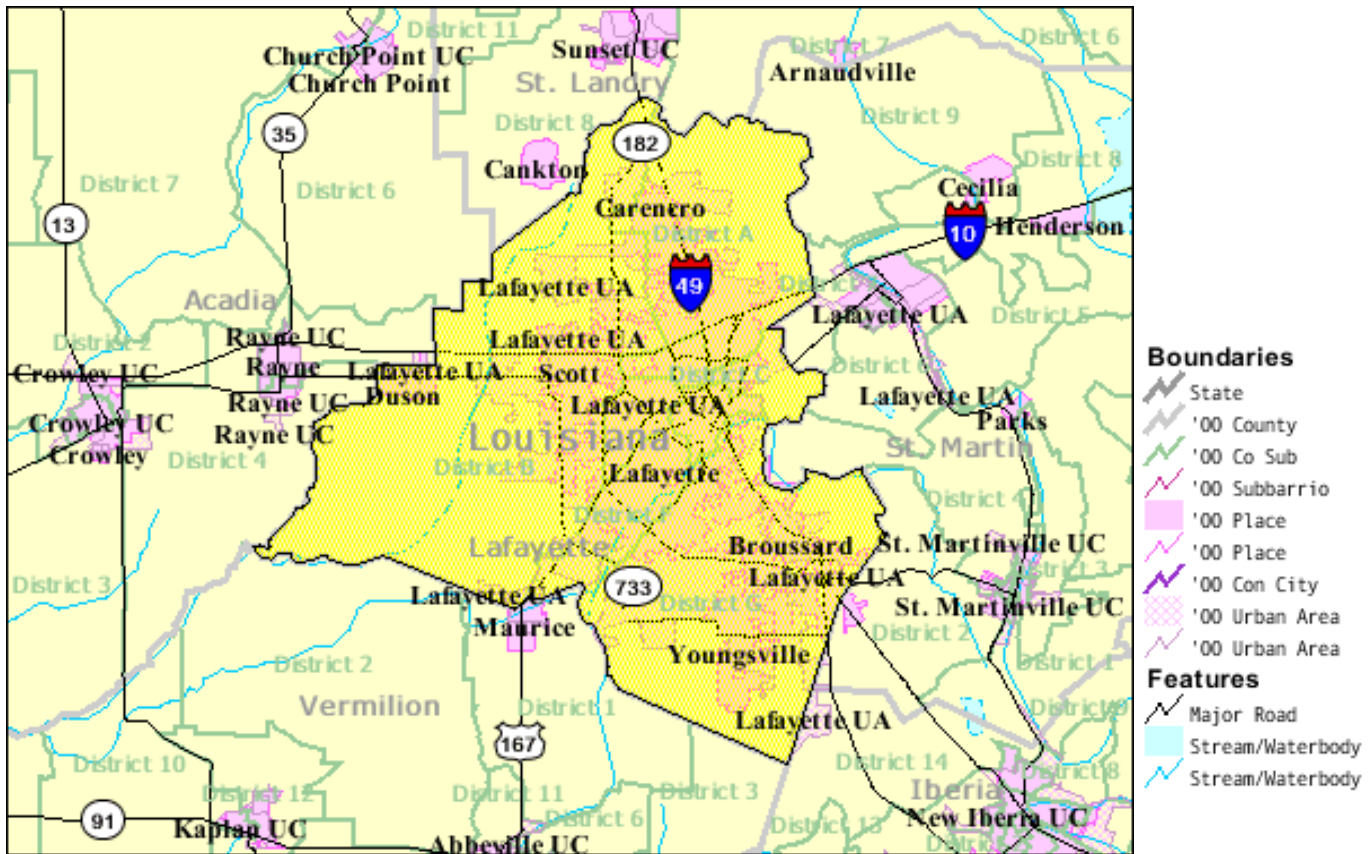 District 11
Church Point UC
Church Point
Sunset UC
St. Landry
District 7
District 6
Arnaudville
35
District 8
182
District 9
District 7
District 6
Cankton
District 8
Cecilia
13
Carencro
District A
10
Henderson
49
Acadia
Lafayette UA
Lafayette UA
District 5
District 2
Rayne UC
Lafayette UA
Crowley UC
Rayne
Lafayette UA
Scott
District C
District 6
Duson
Rayne UC
Lafayette UA
Lafayette UA
Crowley UC
Rayne UC
Louisiana
Parks
Crowley
District 4
District B
Lafayette
St. Martin
District 4
District F
Lafayette
Broussard
St. Martinville UC
District 3
Lafayette UA
733
Lafayette UA
District 3
District G
St. Martinville UC
Maurice
District 2
District 2
Youngsville
District 1
Vermilion
District 1
Lafayette UA
167
District 10
District 14
District 8
District 12
District 11
District 3
Iberia
91
Kaplan UC
District 6
District 13
New Iberia UC
Abbeville UC
Boundaries
State
'00 County
'00 Co Sub
'00 Subbarrio
'00 Place
'00 Place
'00 Con City
'00 Urban Area
'00 Urban Area
Features
Major Road
Stream/Waterbody
Stream/Waterbody